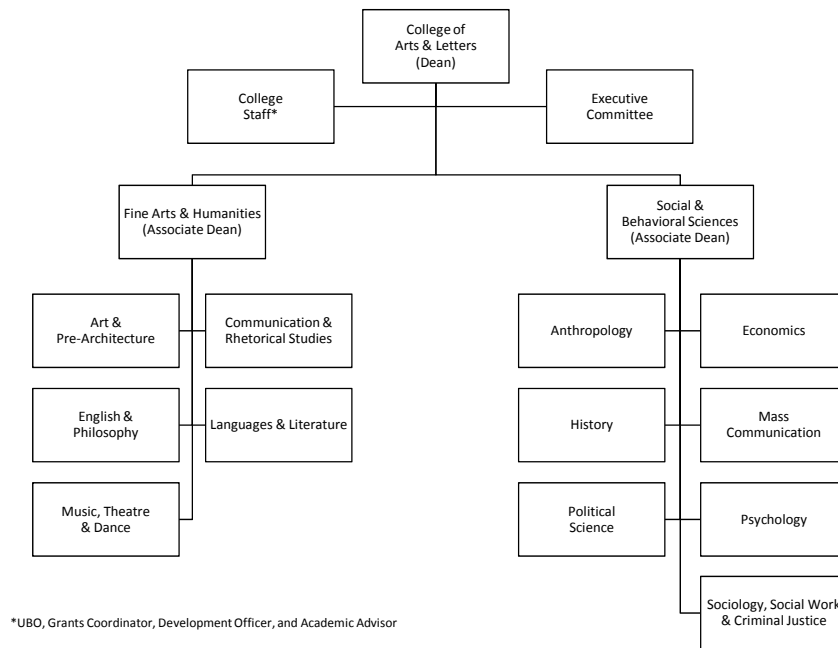 College of
Arts & Letters
(Dean)
College
Staff*
Executive
Committee
Fine Arts & Humanities
(Associate Dean)
Social &
Behavioral Sciences
(Associate Dean)
Art &
Pre-Architecture
Communication &
Rhetorical Studies
Anthropology
Economics
English &
Philosophy
Languages & Literature
History
Mass
Communication
Music, Theatre
& Dance
Political
Science
Psychology
Sociology, Social Work
& Criminal Justice
*UBO, Grants Coordinator, Development Officer, and Academic Advisor